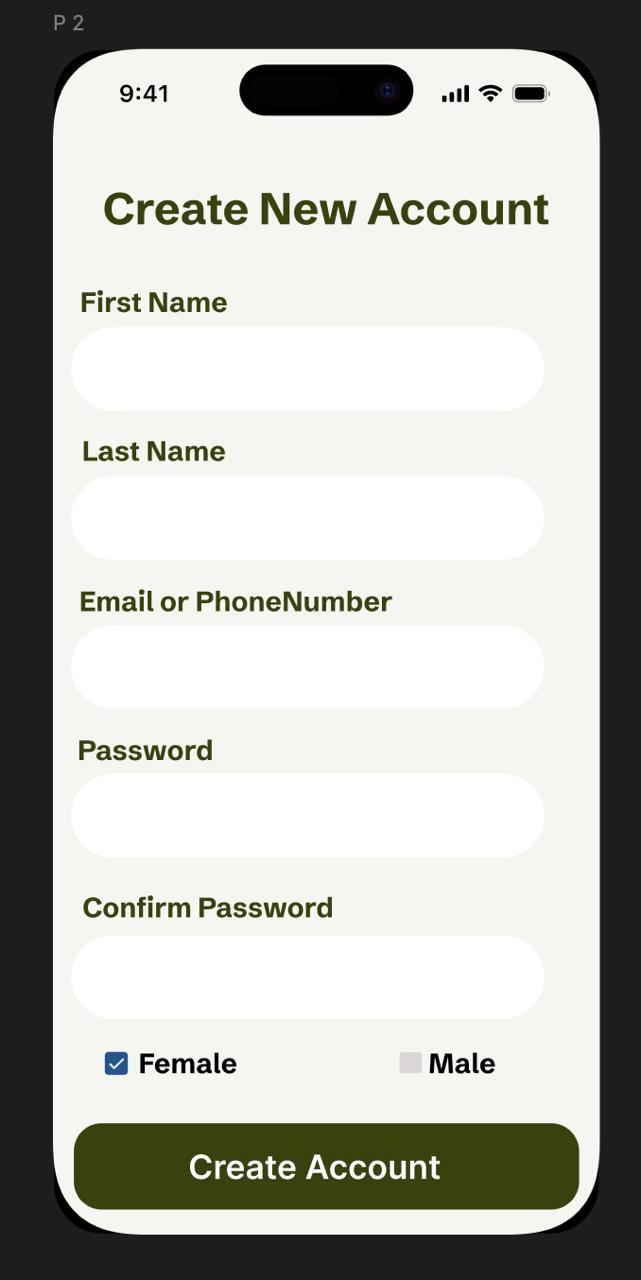 P 2
9:41
Create New Account
First Name
Last Name
Email or PhoneNumber
Password
Confirm Password
Female Male
Create Account